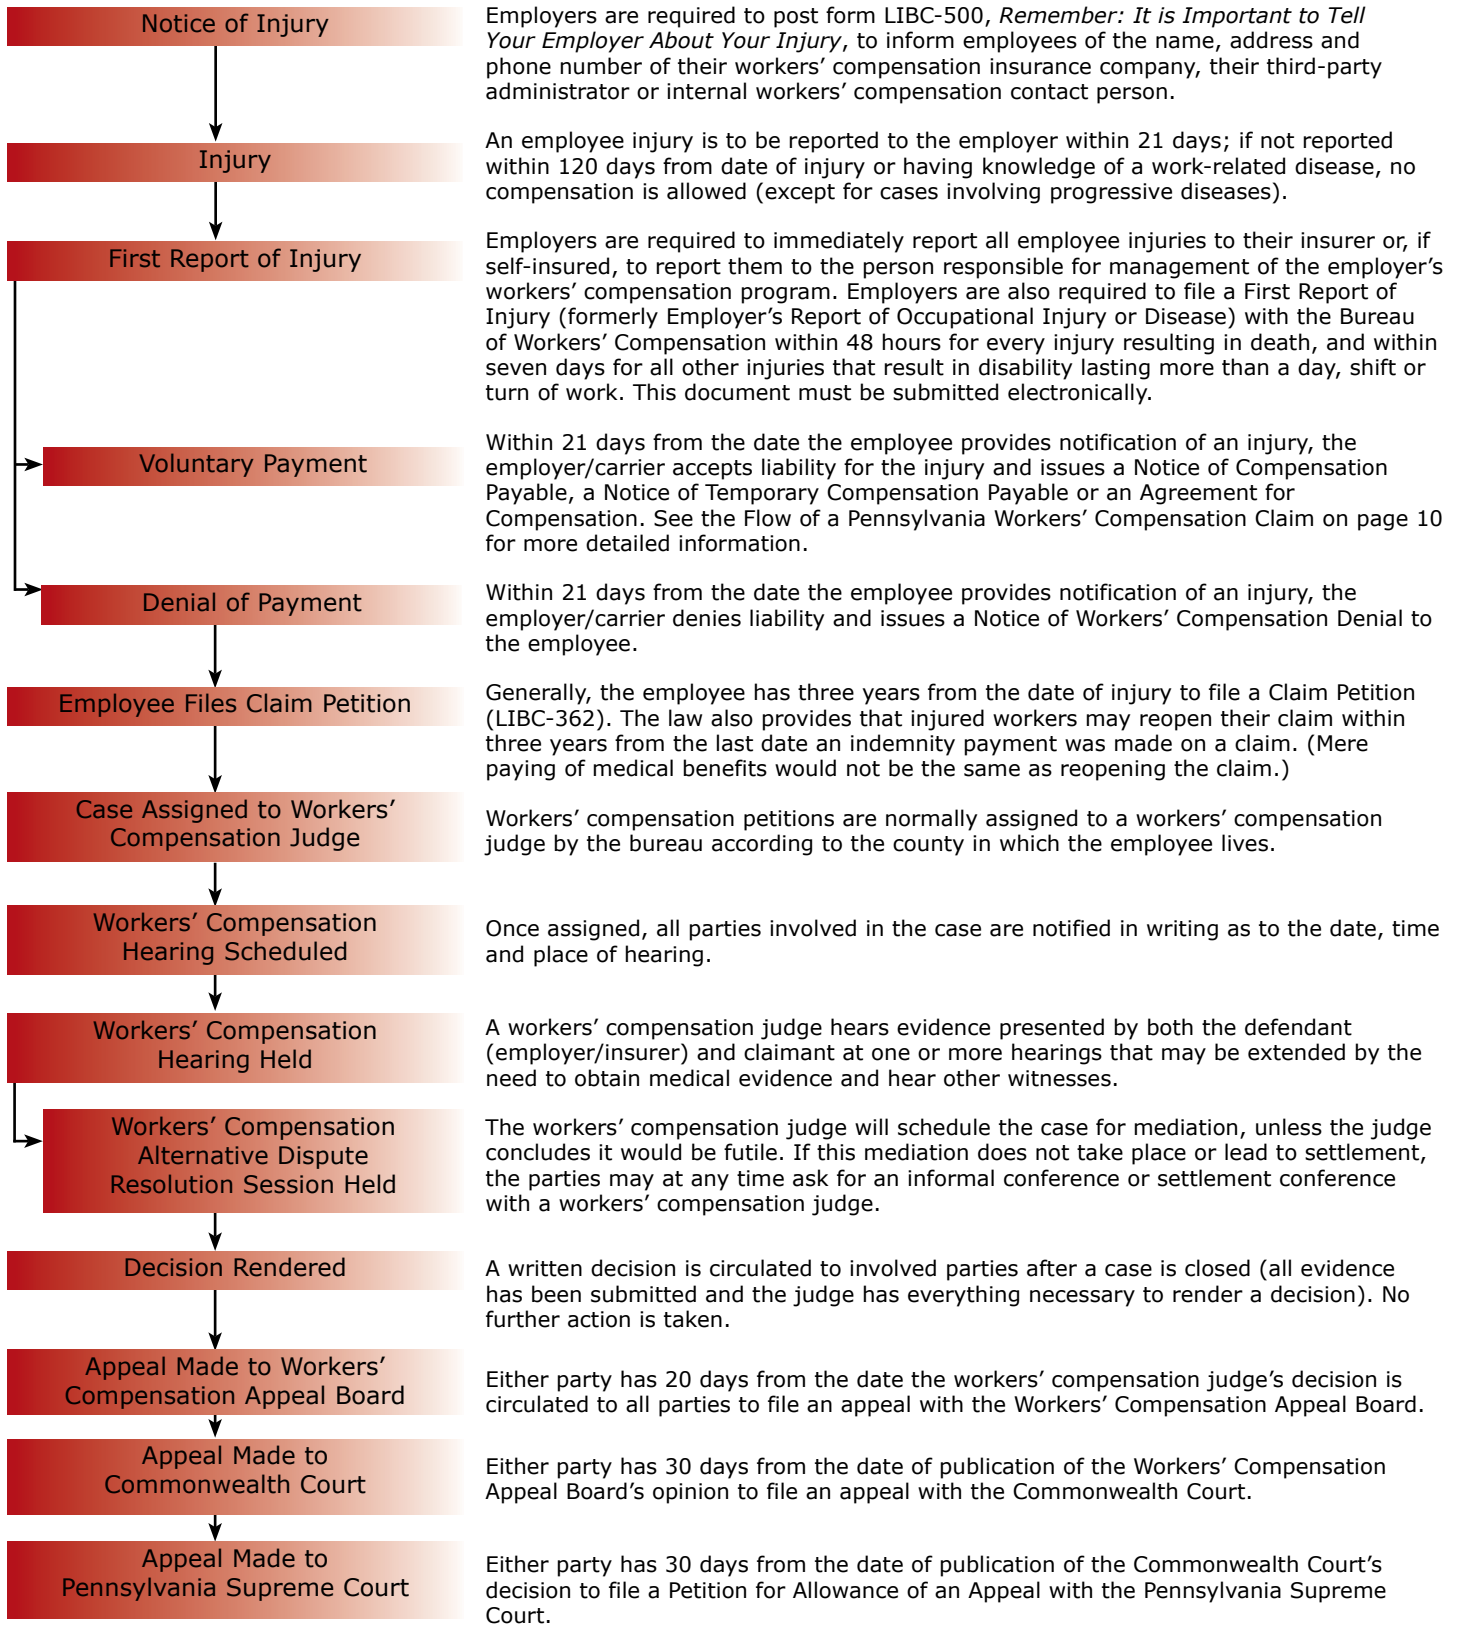 Notice of Injury
Employers are required to post form LIBC-500, Remember: It is Important to Tell
Your Employer About Your Injury, to inform employees of the name, address and
phone number of their workers’ compensation insurance company, their third-party
administrator or internal workers’ compensation contact person.
Injury
An employee injury is to be reported to the employer within 21 days; if not reported
within 120 days from date of injury or having knowledge of a work-related disease, no
compensation is allowed (except for cases involving progressive diseases).
First Report of Injury
Employers are required to immediately report all employee injuries to their insurer or, if
self-insured, to report them to the person responsible for management of the employer’s
workers’ compensation program. Employers are also required to file a First Report of
Injury (formerly Employer’s Report of Occupational Injury or Disease) with the Bureau
of Workers’ Compensation within 48 hours for every injury resulting in death, and within
seven days for all other injuries that result in disability lasting more than a day, shift or
turn of work. This document must be submitted electronically.
Voluntary Payment
Within 21 days from the date the employee provides notification of an injury, the
employer/carrier accepts liability for the injury and issues a Notice of Compensation
Payable, a Notice of Temporary Compensation Payable or an Agreement for
Compensation. See the Flow of a Pennsylvania Workers’ Compensation Claim on page 10
for more detailed information.
Denial of Payment
Within 21 days from the date the employee provides notification of an injury, the
employer/carrier denies liability and issues a Notice of Workers’ Compensation Denial to
the employee.
Employee Files Claim Petition
Generally, the employee has three years from the date of injury to file a Claim Petition
(LIBC-362). The law also provides that injured workers may reopen their claim within
three years from the last date an indemnity payment was made on a claim. (Mere
paying of medical benefits would not be the same as reopening the claim.)
Case Assigned to Workers’
Compensation Judge
Workers’ compensation petitions are normally assigned to a workers’ compensation
judge by the bureau according to the county in which the employee lives.
Workers’ Compensation
Hearing Scheduled
Once assigned, all parties involved in the case are notified in writing as to the date, time
and place of hearing.
Workers’ Compensation
Hearing Held
A workers’ compensation judge hears evidence presented by both the defendant
(employer/insurer) and claimant at one or more hearings that may be extended by the
need to obtain medical evidence and hear other witnesses.
Workers’ Compensation
Alternative Dispute
Resolution Session Held
The workers’ compensation judge will schedule the case for mediation, unless the judge
concludes it would be futile. If this mediation does not take place or lead to settlement,
the parties may at any time ask for an informal conference or settlement conference
with a workers’ compensation judge.
Decision Rendered
A written decision is circulated to involved parties after a case is closed (all evidence
has been submitted and the judge has everything necessary to render a decision). No
further action is taken.
Appeal Made to Workers’
Compensation Appeal Board
Either party has 20 days from the date the workers’ compensation judge’s decision is
circulated to all parties to file an appeal with the Workers’ Compensation Appeal Board.
Appeal Made to
Commonwealth Court
Either party has 30 days from the date of publication of the Workers’ Compensation
Appeal Board’s opinion to file an appeal with the Commonwealth Court.
Appeal Made to
Pennsylvania Supreme Court
Either party has 30 days from the date of publication of the Commonwealth Court’s
decision to file a Petition for Allowance of an Appeal with the Pennsylvania Supreme
Court.